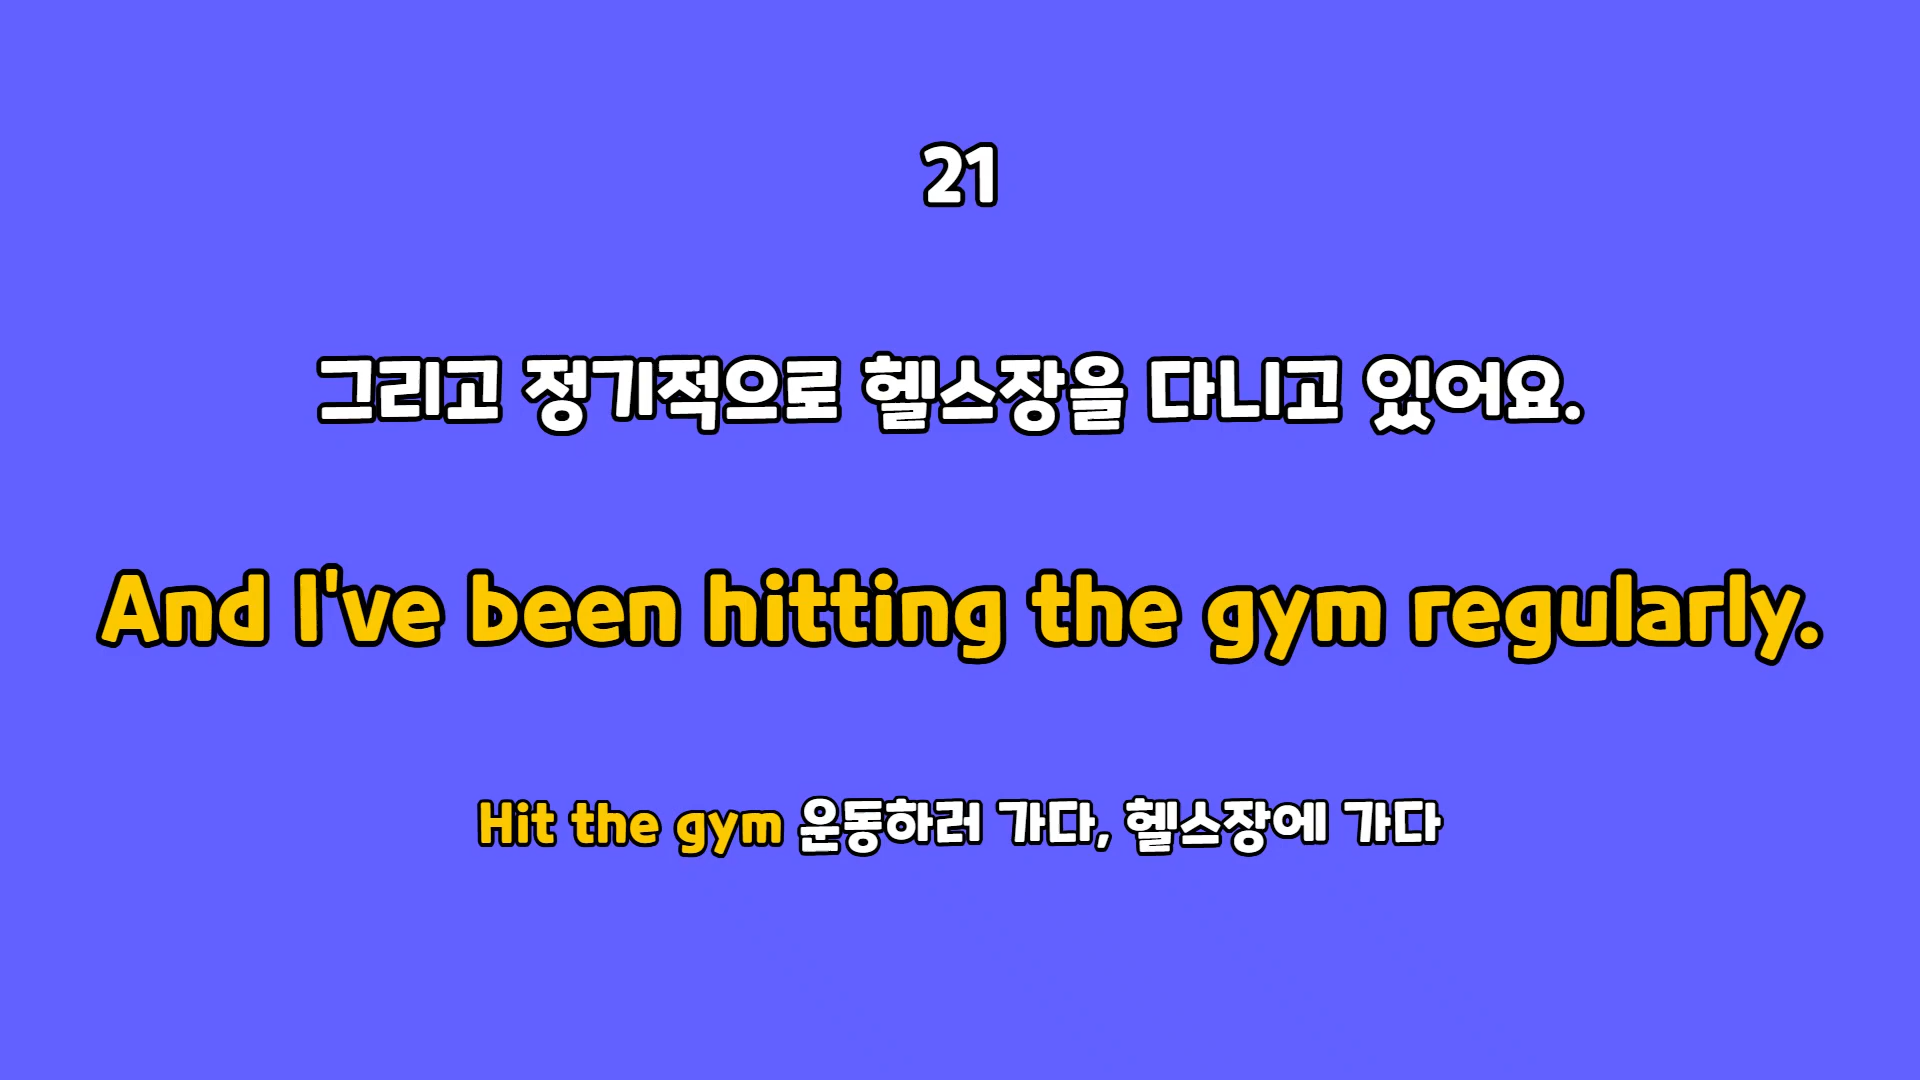 21
그리고 정기적으로 헬스장을 다니고 있어요.
And I've been hitting the gym regularly.
Hit the gym 운동하러 가다, 헬스장에 가다